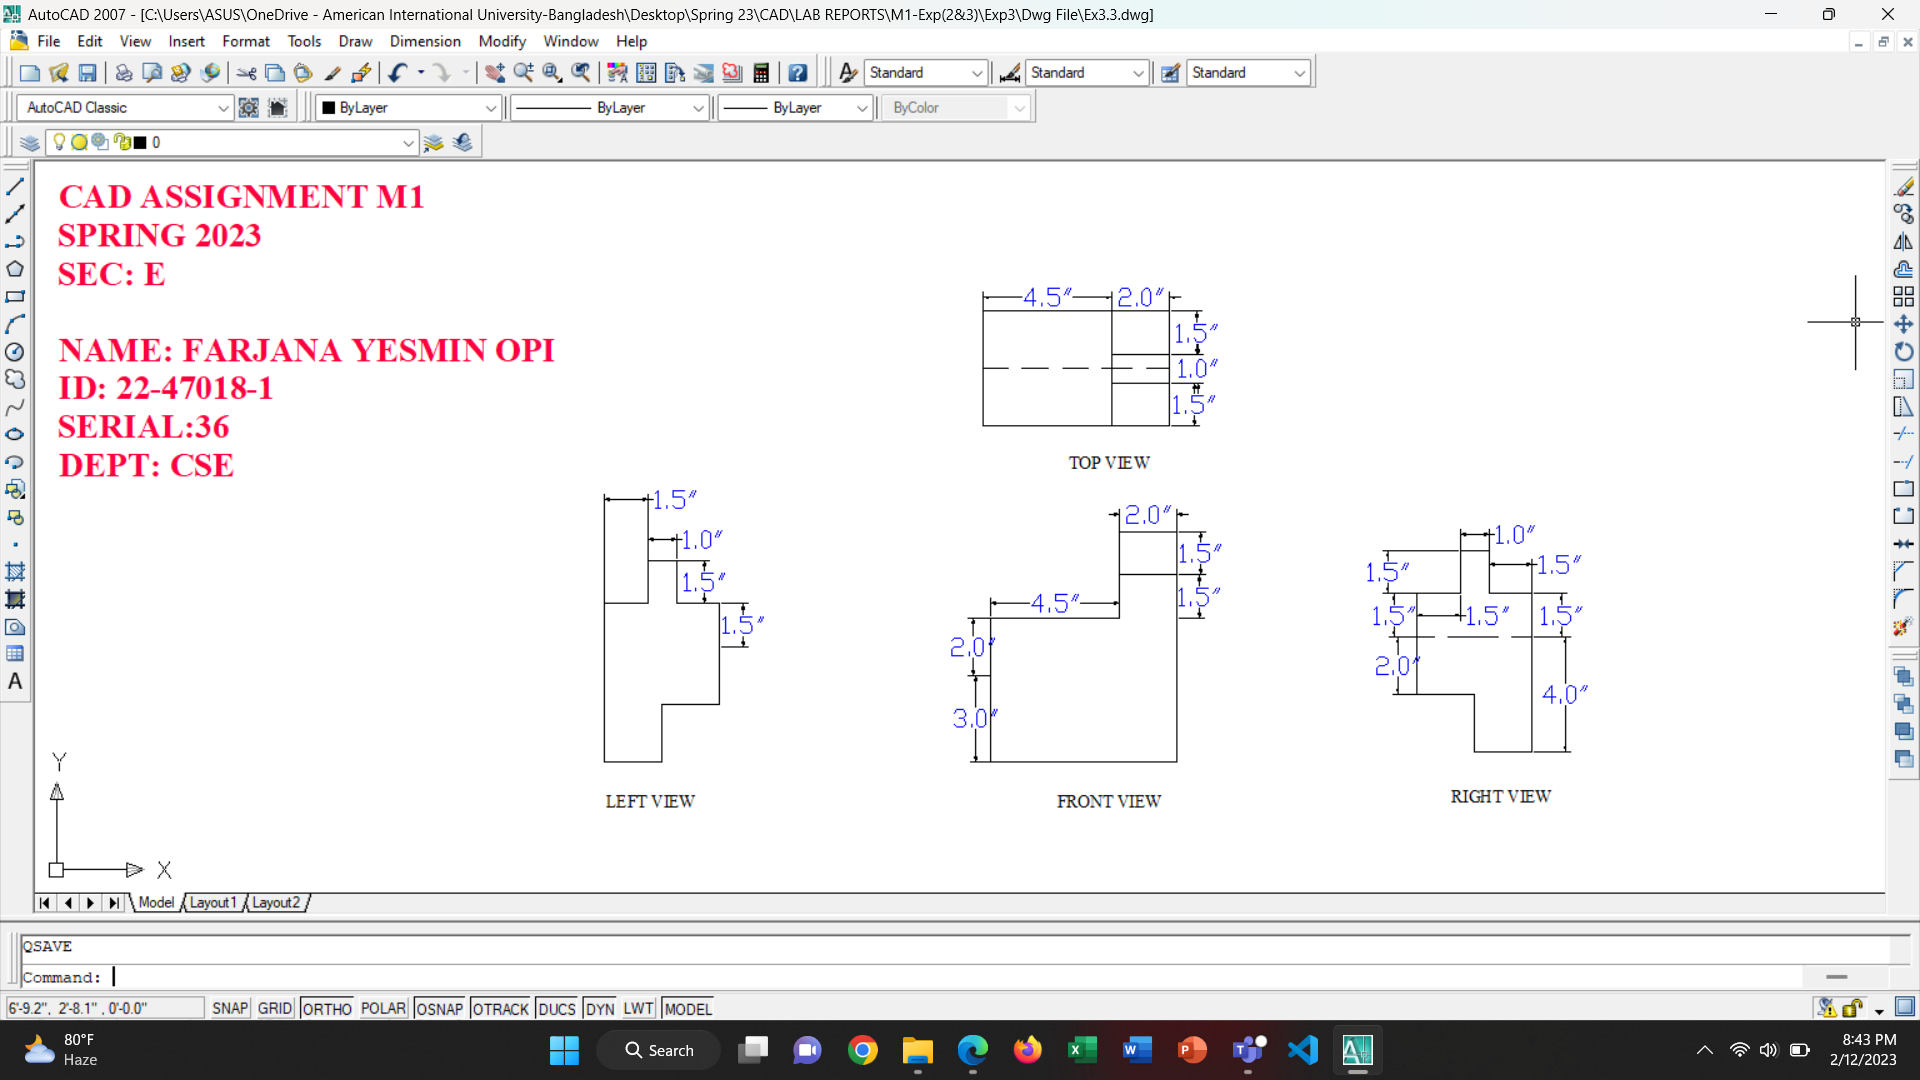 AutoCAD 2007 - [C:\Users\ASUS\OneDrive - American International University-Bangladesh\Desktop\Spring 23\CAD\LAB REPORTS\M1-Exp(2&3)\Exp3\Dwg File\Ex3.3.dwg]
File Edit View Insert Format Tools Draw Dimension Modify Window Help
Standard Standard Standard
AutoCAD Classic ByLayer ByLayer ByLayer ByColor
0
CAD ASSIGNMENT M1
SPRING 2023
SEC: E
NAME: FARJANA YESMIN OPI
ID: 22-47018-1
SERIAL:36
DEPT: CSE
4.5" 2.0"
1.5"
1.0"
1.5"
TOP VIEW
1.5"
1.0"
1.5"
1.5"
LEFT VIEW
2.0"
1.5"
4.5" 1.5"
2.0"
3.0"
FRONT VIEW
1.0"
1.5" 1.5"
1.5" 1.5" 1.5"
2.0"
4.0"
RIGHT VIEW
Y
X
Model Layout1 Layout2
QSAVE
Command:
6'-9.2", 2'-8.1" , 0'-0.0" SNAP GRID ORTHO POLAR OSNAP OTRACK DUCS DYN LWT MODEL
80°F
Haze
Search
8:43 PM
2/12/2023